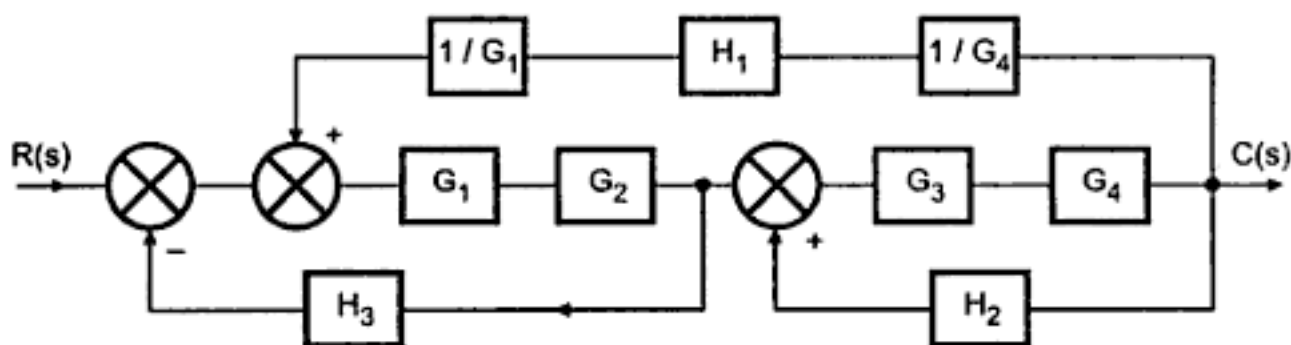 1 / G₁ H₁ 1 / G₄
+
R(s) G₁ G₂ G₃ G₄ C(s)
− +
H₃ H₂